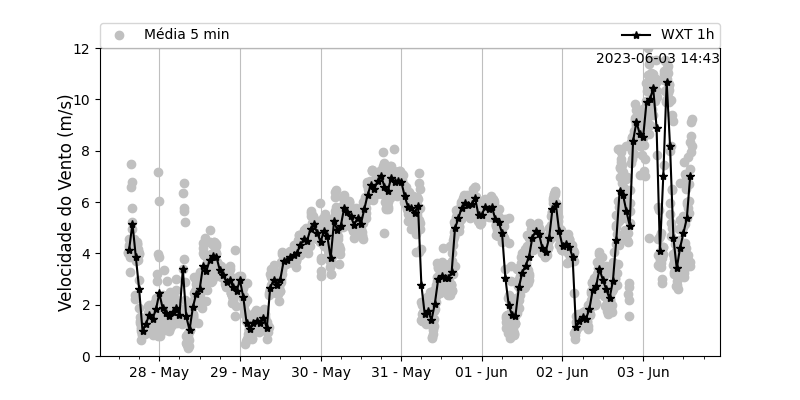 Média 5 min
WXT 1h
2023-06-03 14:43
Velocidade do Vento (m/s)
12
10
8
6
4
2
0
28 - May
29 - May
30 - May
31 - May
01 - Jun
02 - Jun
03 - Jun